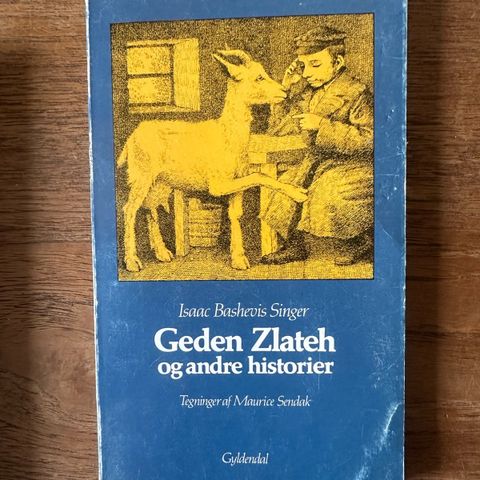 Isaac Bashevis Singer
Geden Zlateh
og andre historier
Tegninger af Maurice Sendak
Gyldendal